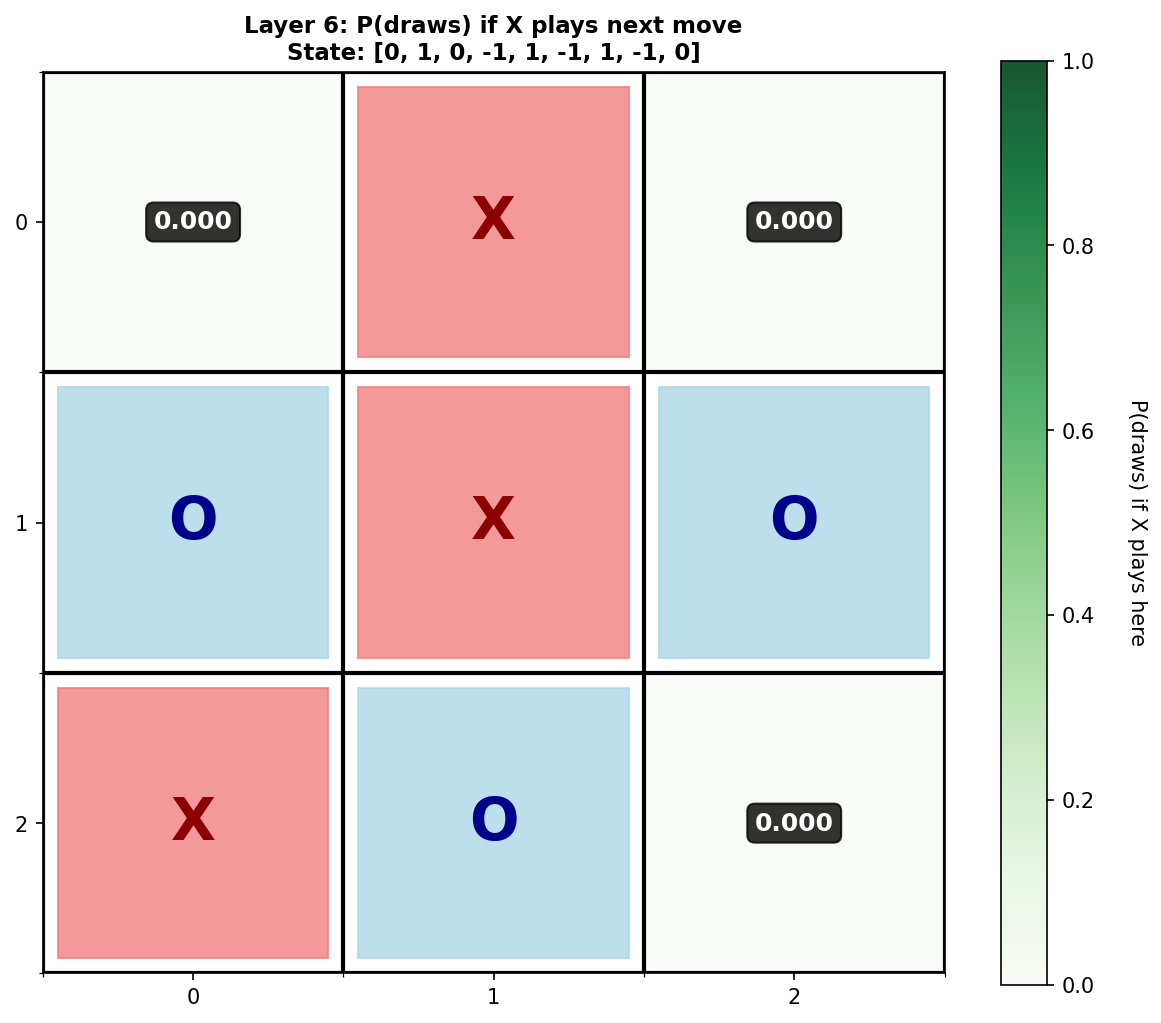 Layer 6: P(draws) if X plays next move
State: [0, 1, 0, -1, 1, -1, 1, -1, 0]
0.000 X 0.000
O X O
X O 0.000
0
1
2
0 1 2
1.0
0.8
0.6
0.4
0.2
0.0
P(draws) if X plays here